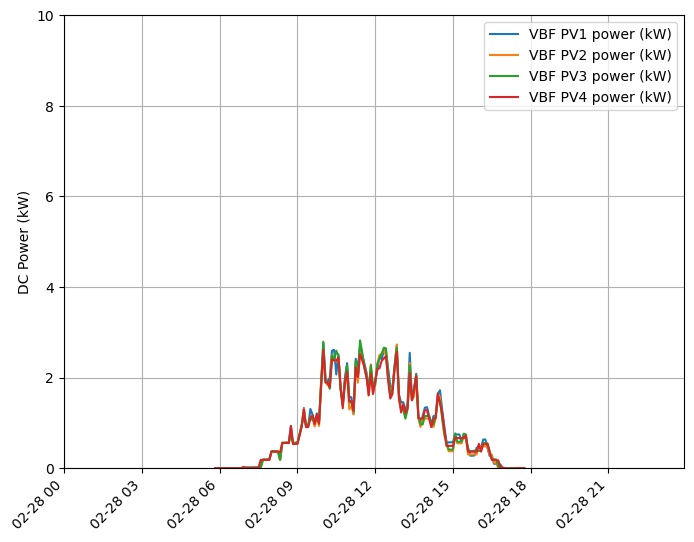 VBF PV1 power (kW)
VBF PV2 power (kW)
VBF PV3 power (kW)
VBF PV4 power (kW)
DC Power (kW)
10
8
6
4
2
0
02-28 00
02-28 03
02-28 06
02-28 09
02-28 12
02-28 15
02-28 18
02-28 21